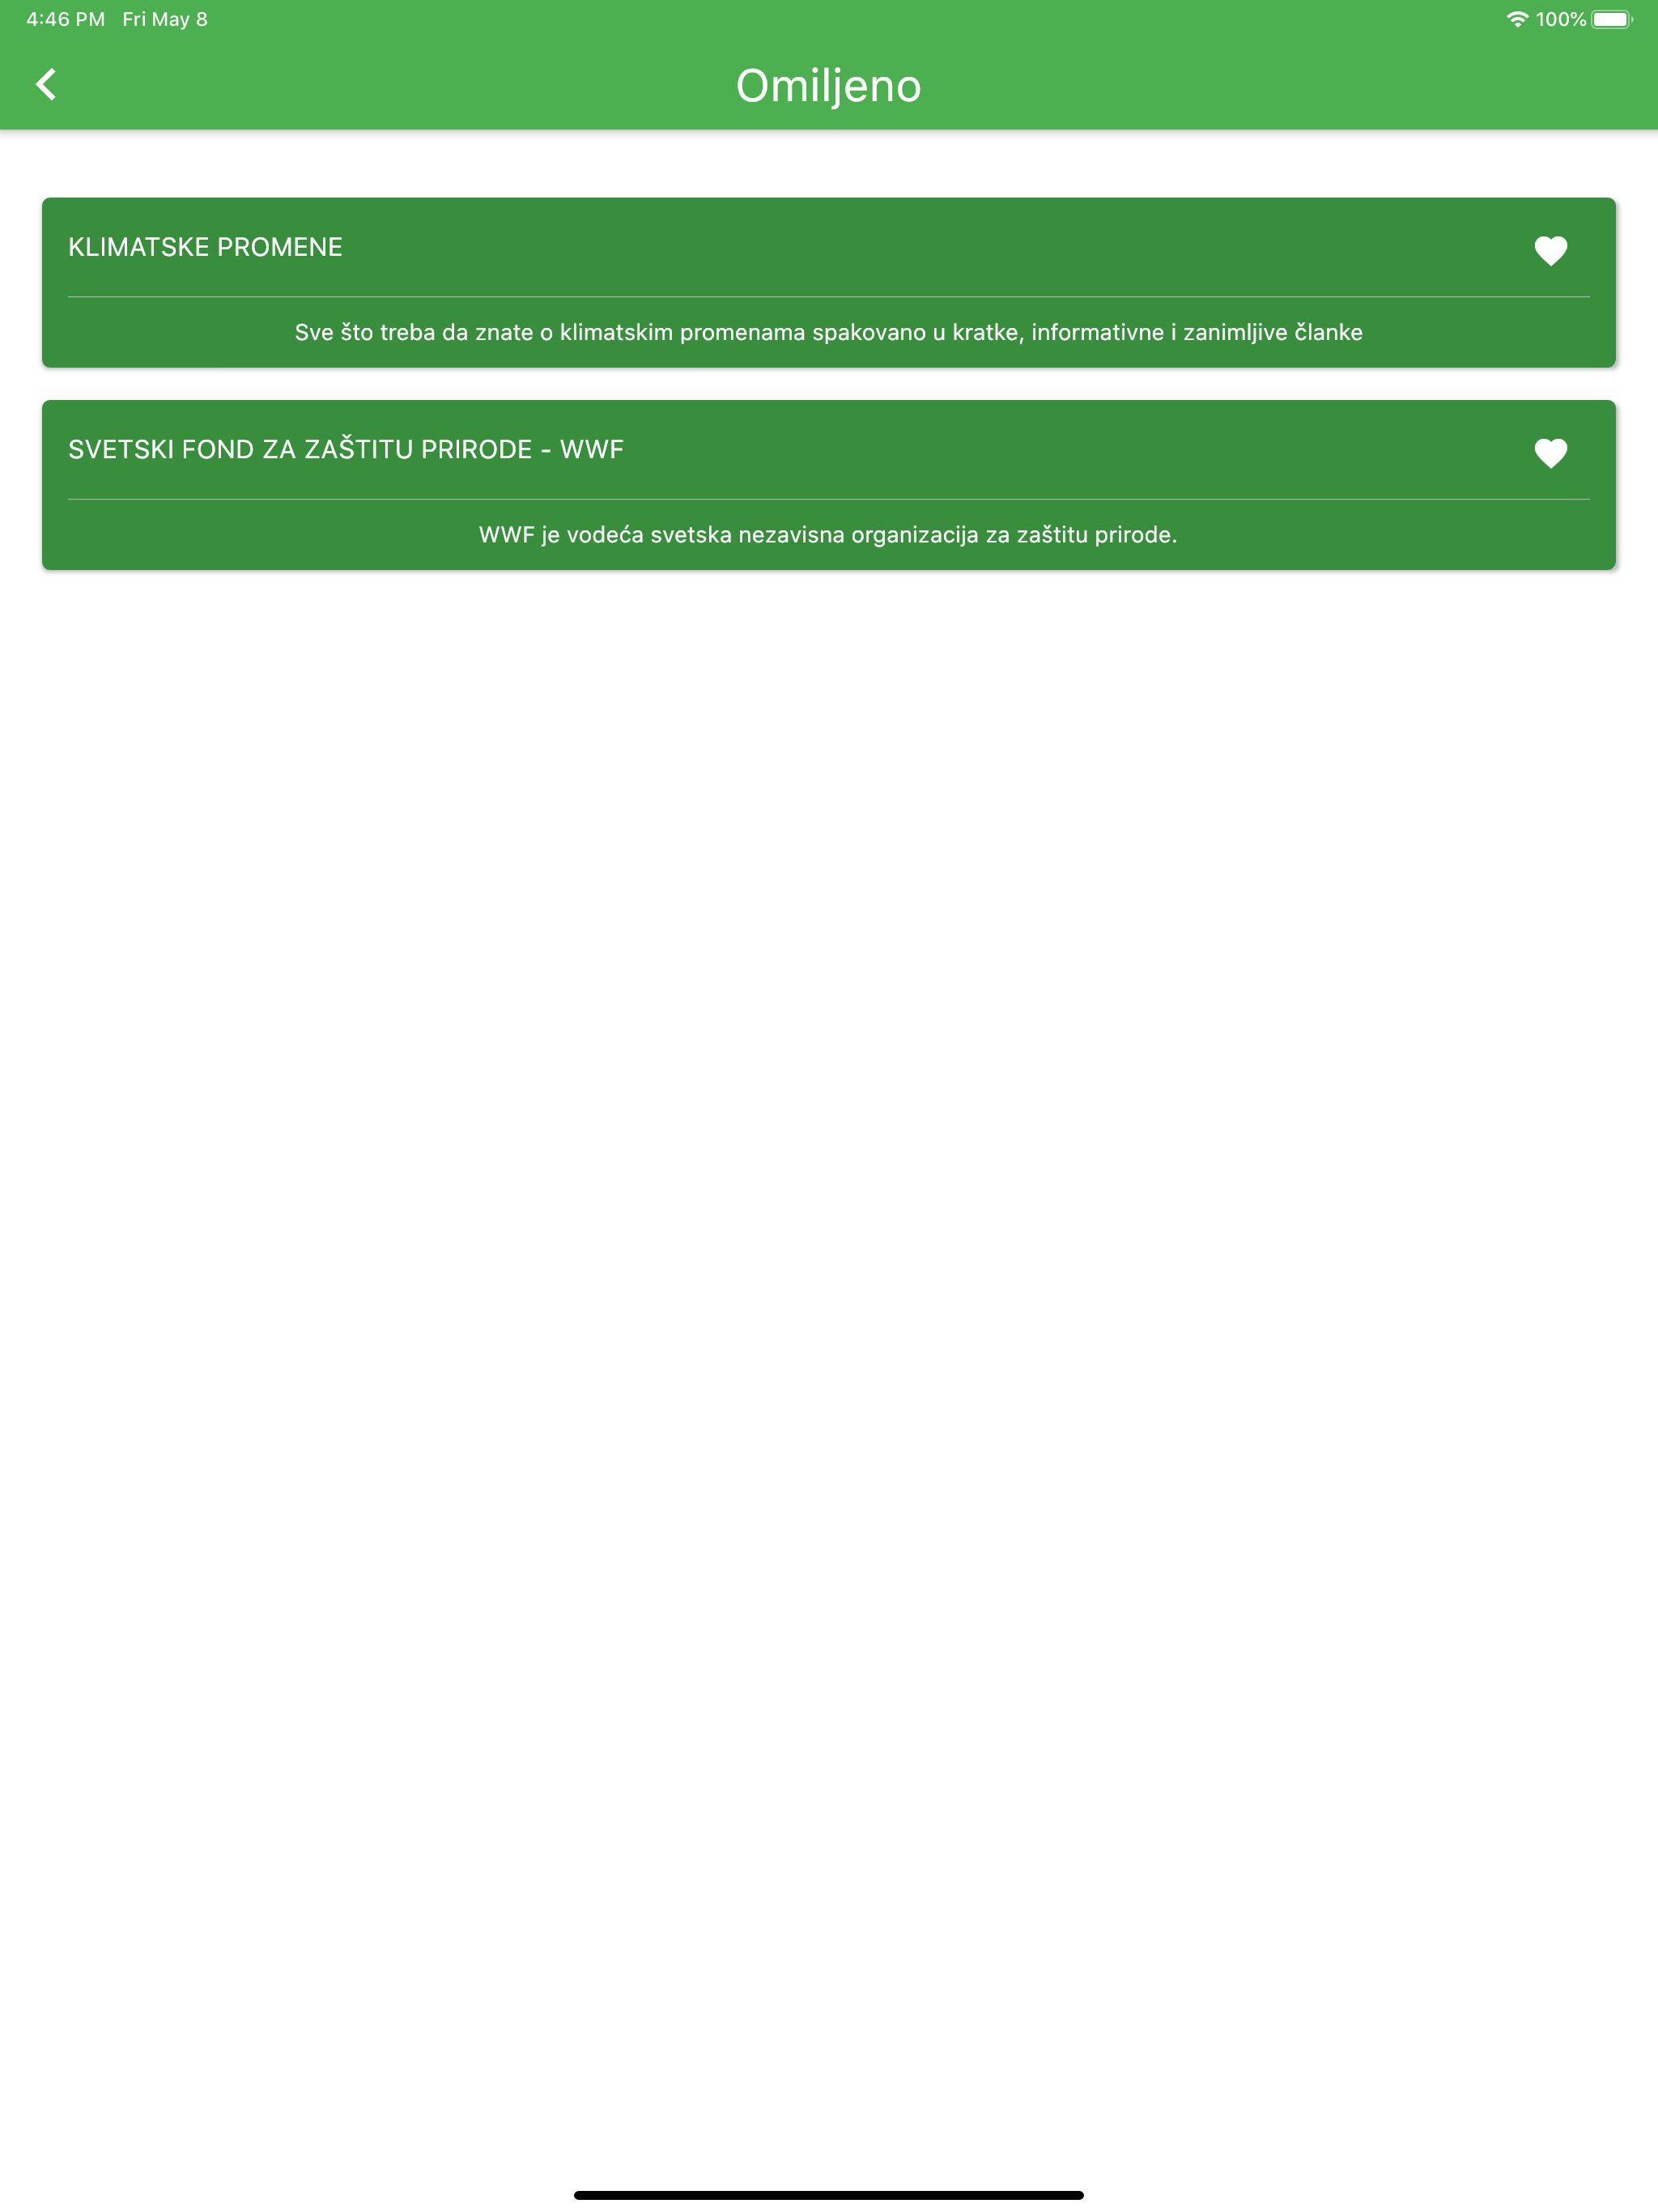 4:46 PM Fri May 8 100%
Omiljeno
KLIMATSKE PROMENE
Sve što treba da znate o klimatskim promenama spakovano u kratke, informativne i zanimljive članke
SVETSKI FOND ZA ZAŠTITU PRIRODE - WWF
WWF je vodeća svetska nezavisna organizacija za zaštitu prirode.